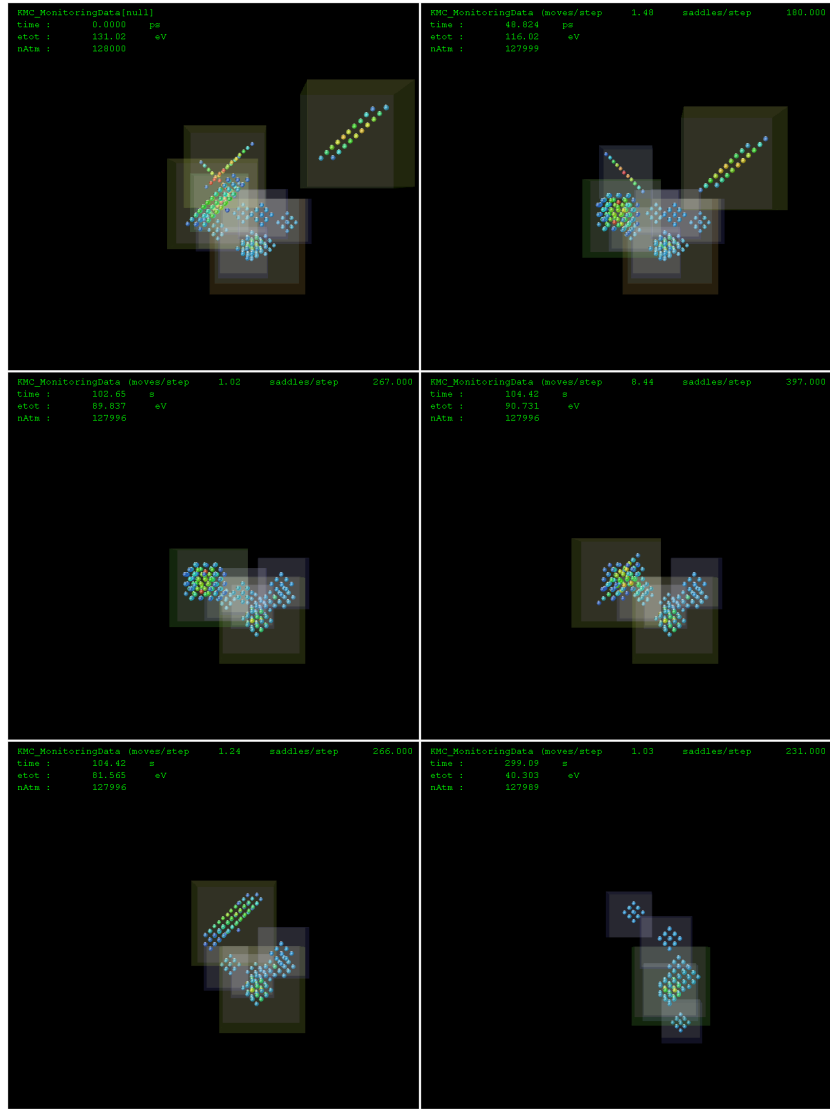 KMC_MonitoringData[null]
time : 0.0000 ps
etot : 131.02 eV
nAtm : 128000
KMC_MonitoringData (moves/step 1.48 saddles/step 180.000
time : 48.824 ps
etot : 116.02 eV
nAtm : 127999
KMC_MonitoringData (moves/step 1.02 saddles/step 267.000
time : 102.65 s
etot : 89.837 eV
nAtm : 127996
KMC_MonitoringData (moves/step 8.44 saddles/step 397.000
time : 104.42 s
etot : 90.731 eV
nAtm : 127996
KMC_MonitoringData (moves/step 1.24 saddles/step 266.000
time : 104.42 s
etot : 81.565 eV
nAtm : 127996
KMC_MonitoringData (moves/step 1.03 saddles/step 231.000
time : 299.09 s
etot : 40.303 eV
nAtm : 127989